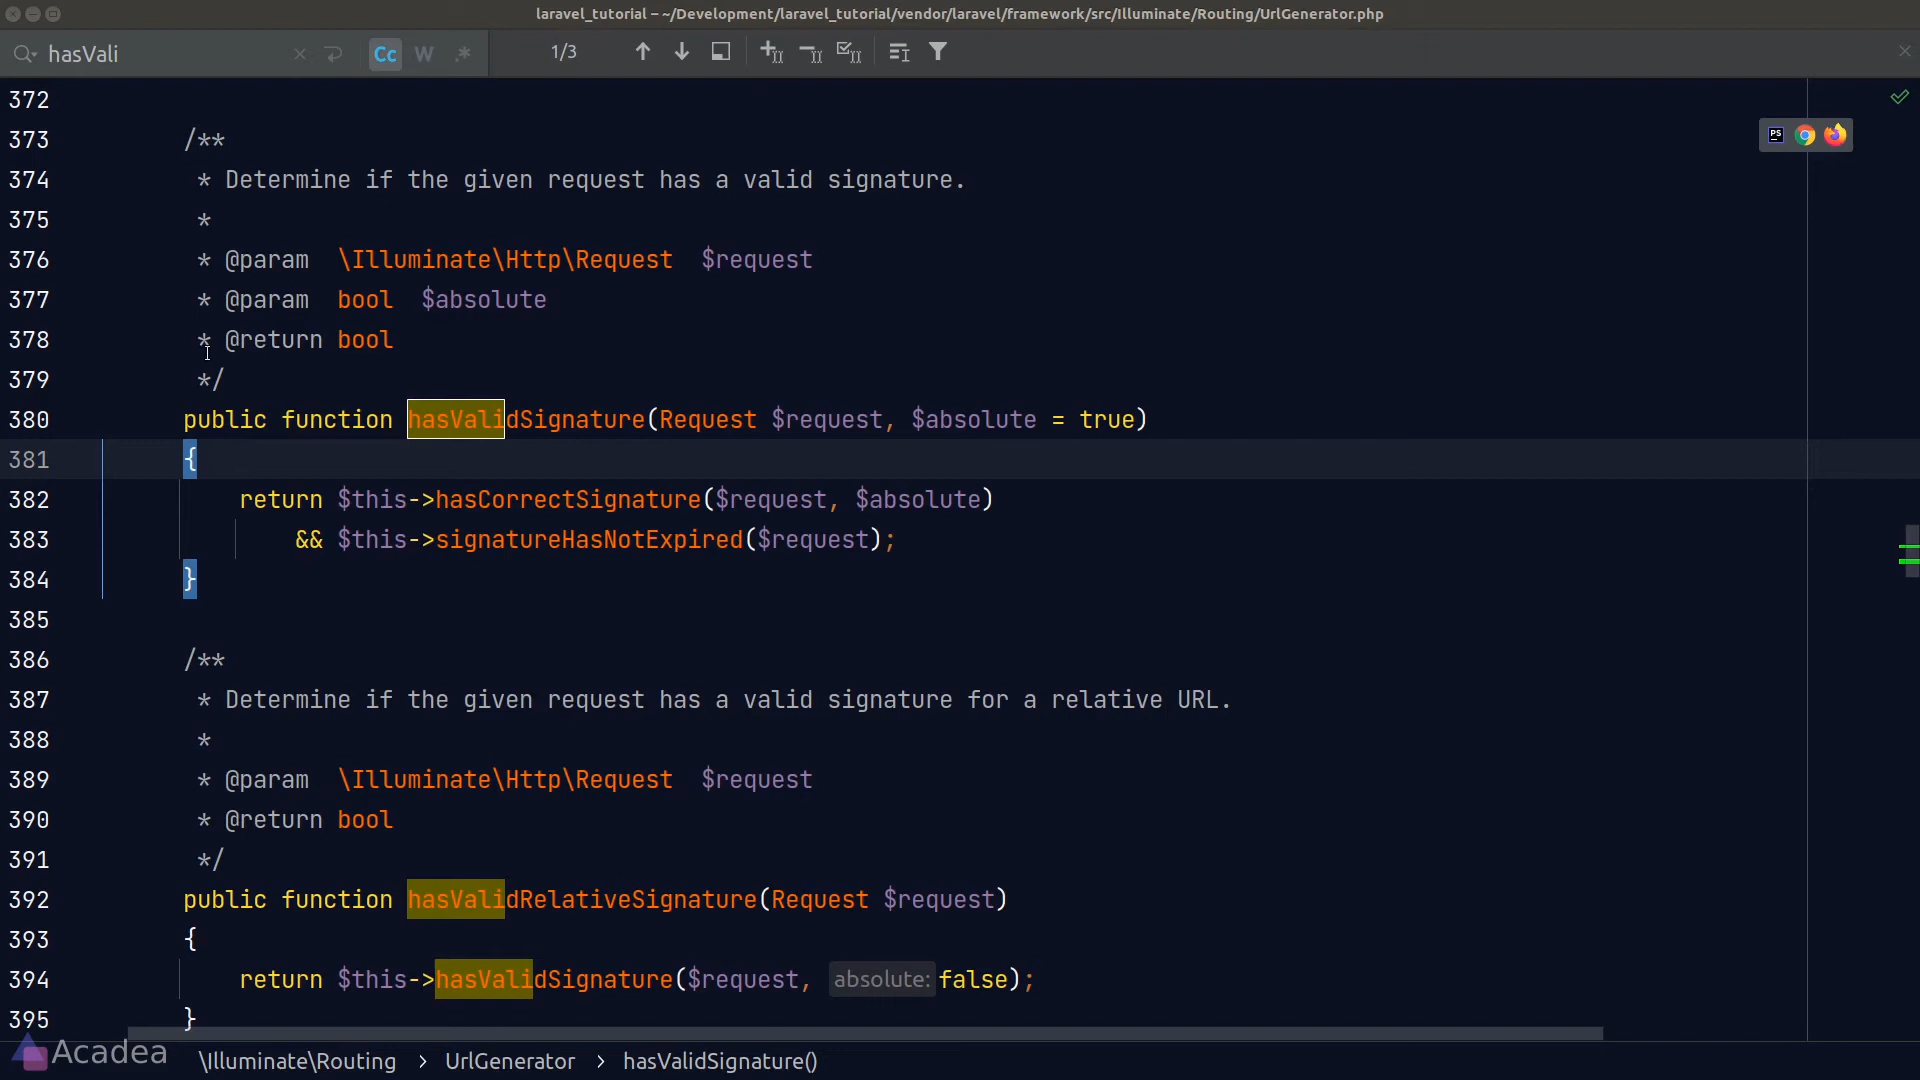 laravel_tutorial – ~/Development/laravel_tutorial/vendor/laravel/framework/src/Illuminate/Routing/UrlGenerator.php
hasVali
Cc W .* 1/3
372
373 /**
374 * Determine if the given request has a valid signature.
375 *
376 * @param \Illuminate\Http\Request $request
377 * @param bool $absolute
378 * @return bool
379 */
380 public function hasValidSignature(Request $request, $absolute = true)
381 {
382 return $this->hasCorrectSignature($request, $absolute)
383 && $this->signatureHasNotExpired($request);
384 }
385
386 /**
387 * Determine if the given request has a valid signature for a relative URL.
388 *
389 * @param \Illuminate\Http\Request $request
390 * @return bool
391 */
392 public function hasValidRelativeSignature(Request $request)
393 {
394 return $this->hasValidSignature($request, absolute: false);
395 }
PS
Acadea
\Illuminate\Routing > UrlGenerator > hasValidSignature()